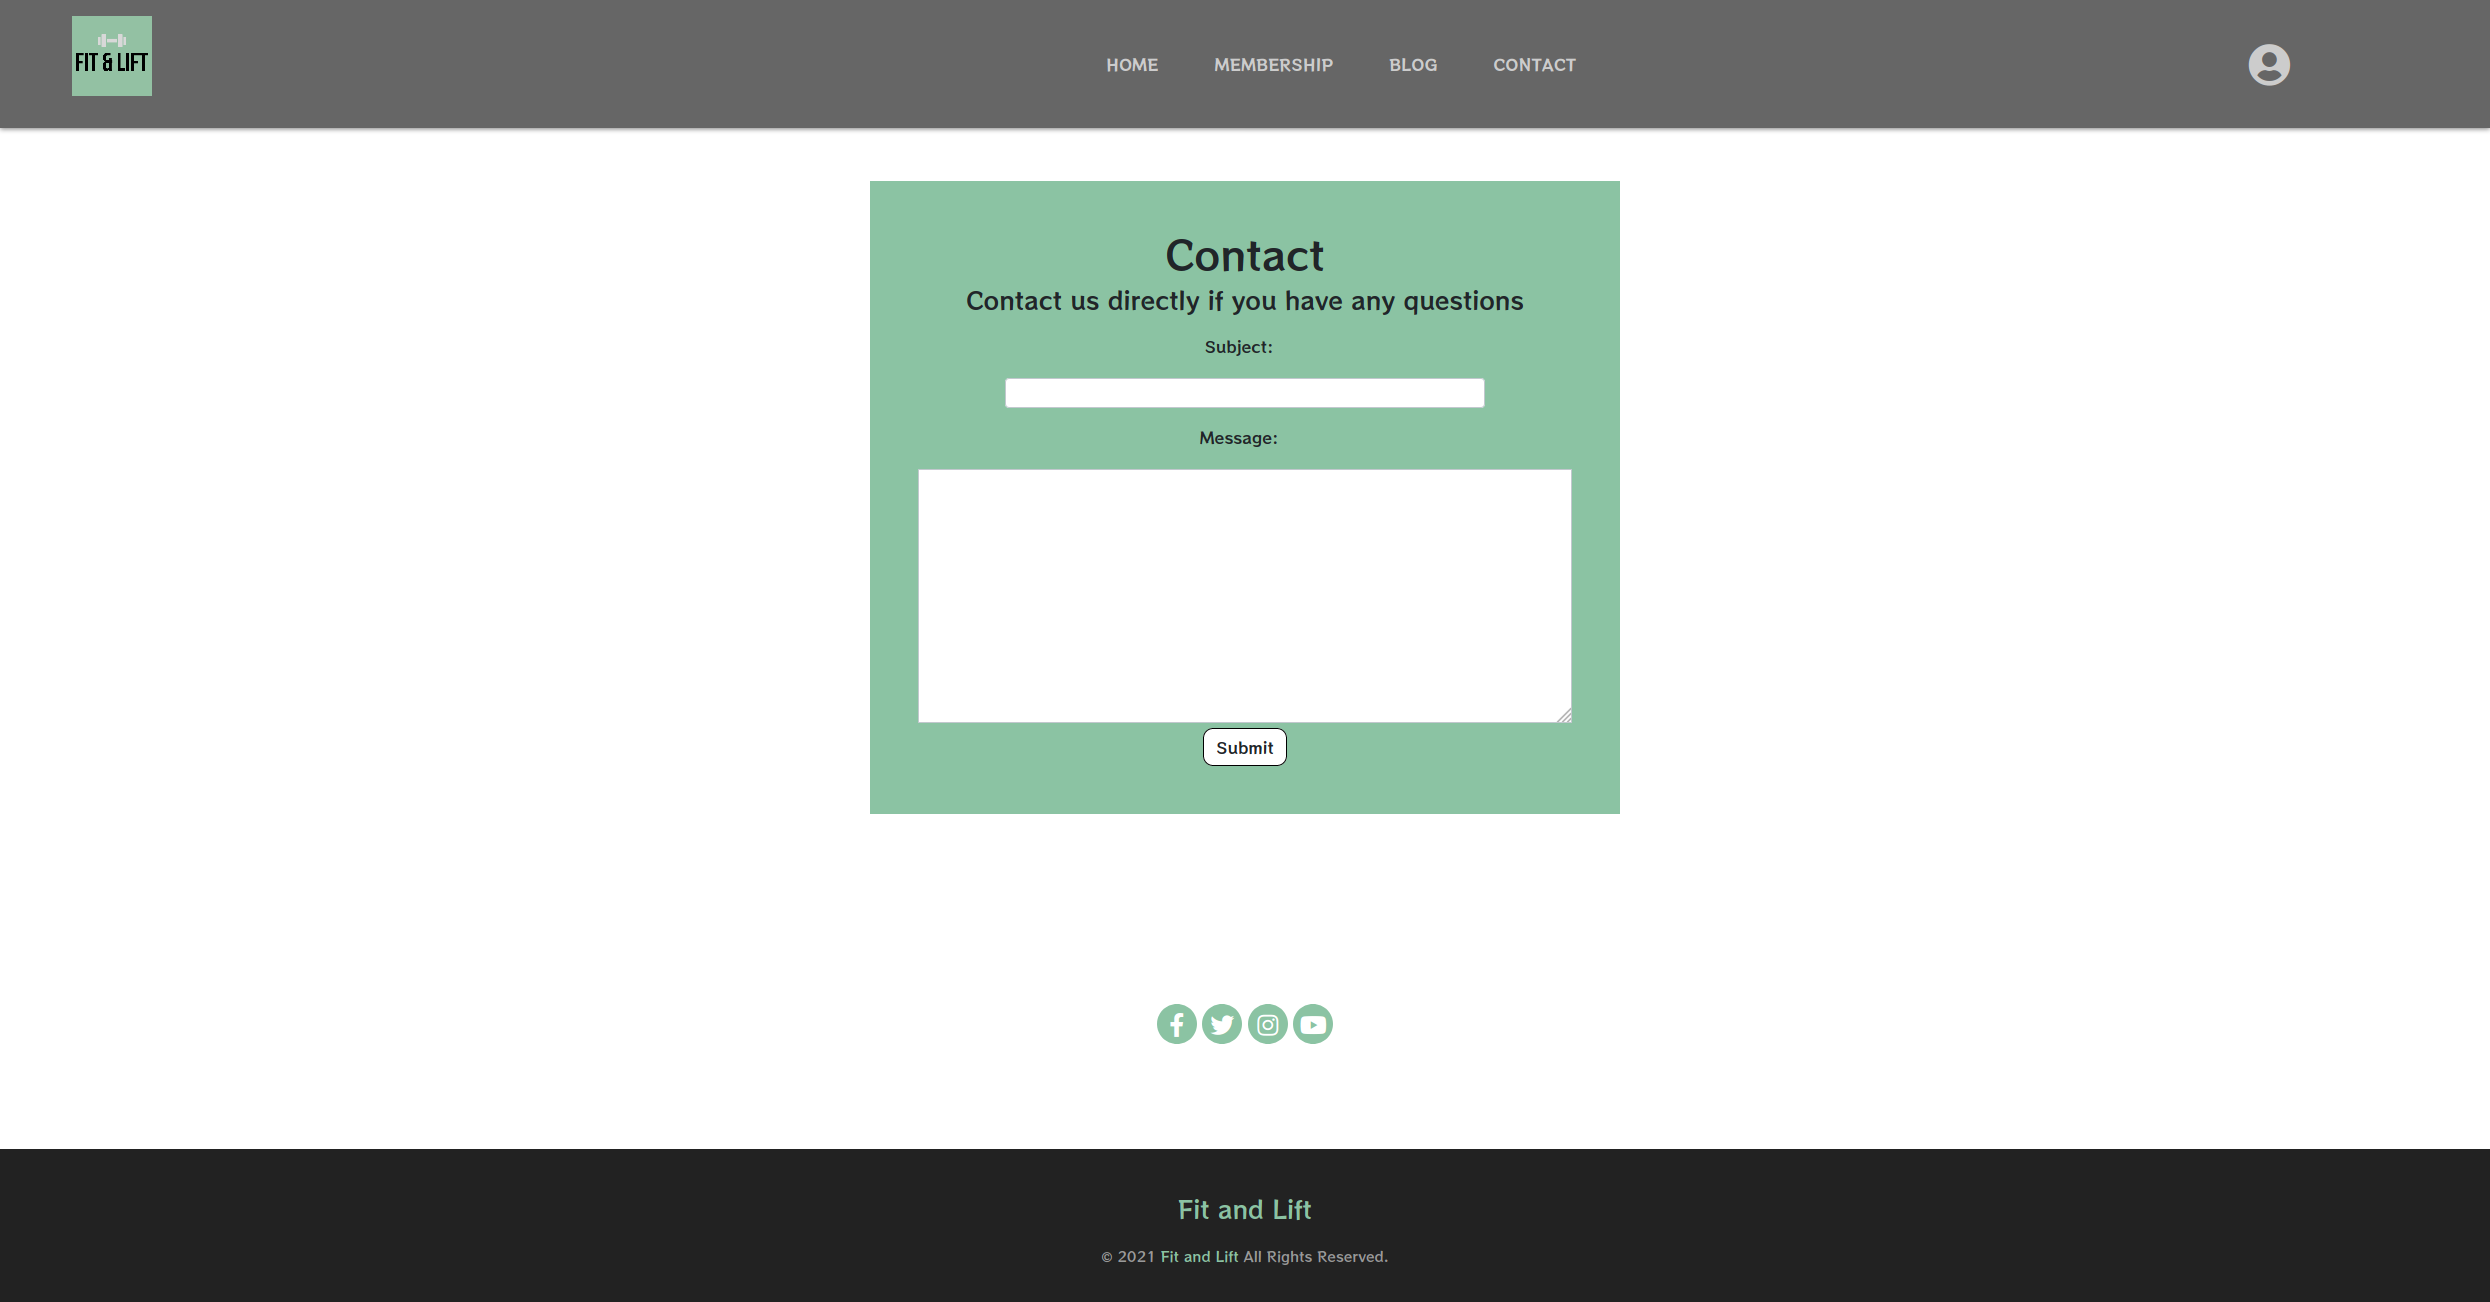 FIT & LIFT
HOME MEMBERSHIP BLOG CONTACT
Contact
Contact us directly if you have any questions
Subject:
Message:
Submit
Fit and Lift
© 2021 Fit and Lift All Rights Reserved.